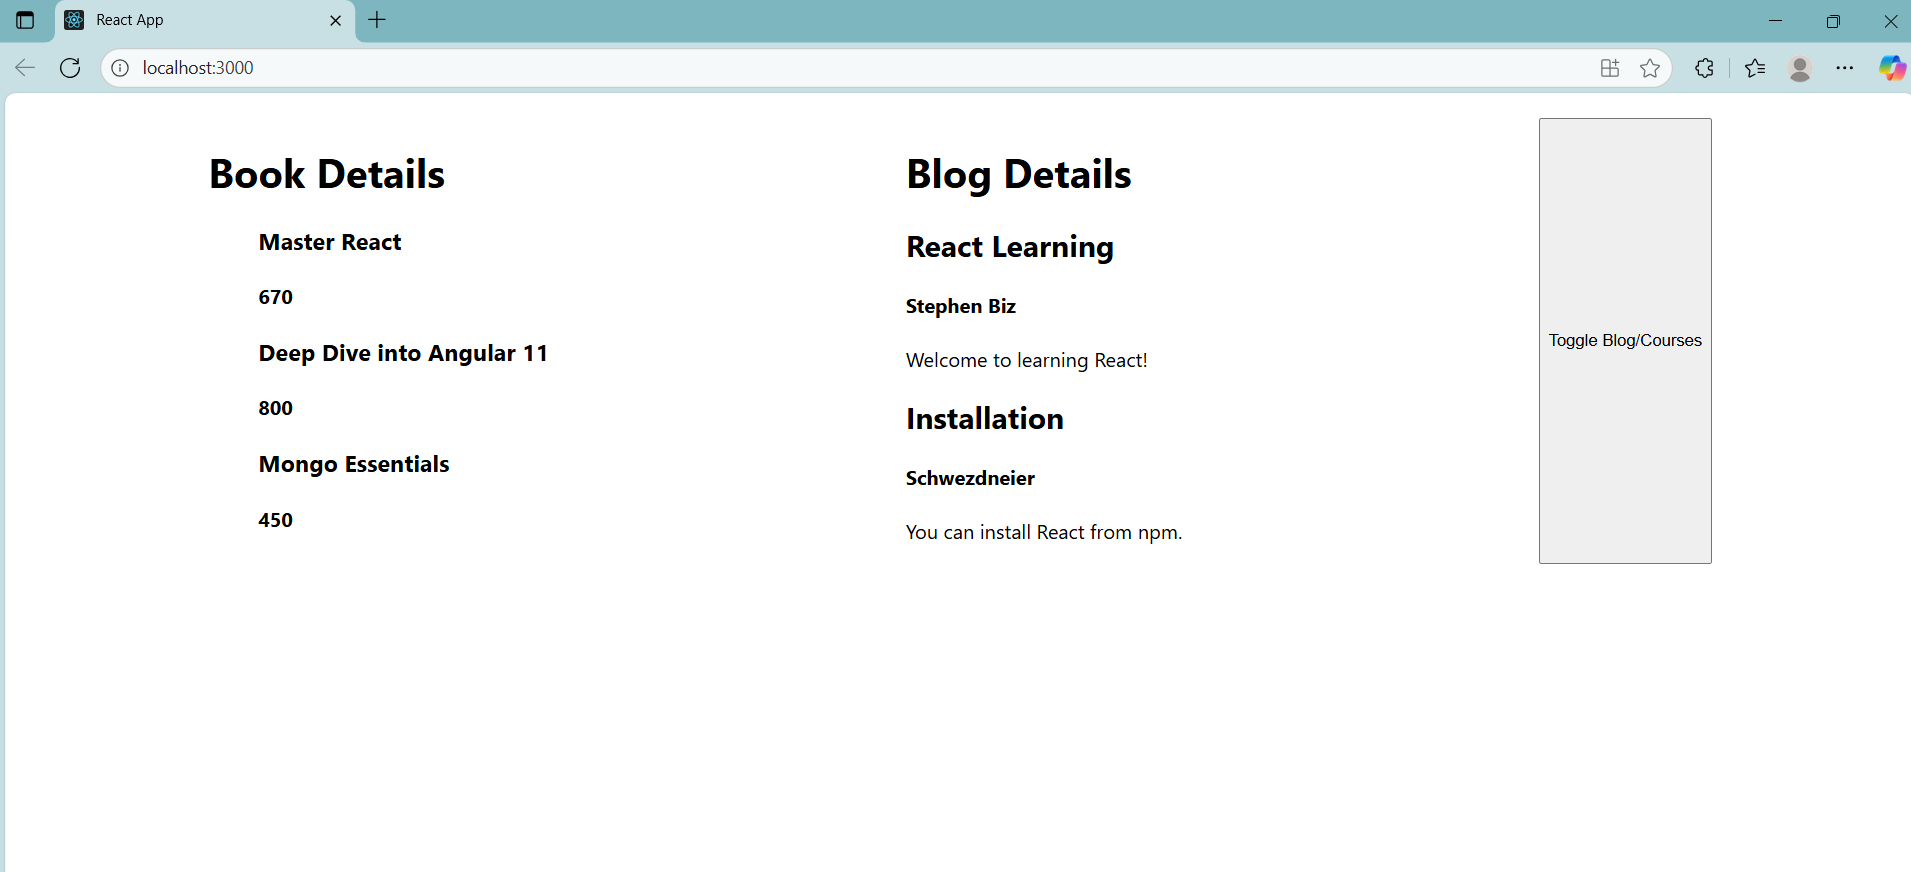 React App
localhost:3000
Book Details
Master React
670
Deep Dive into Angular 11
800
Mongo Essentials
450
Blog Details
React Learning
Stephen Biz
Welcome to learning React!
Installation
Schwezdneier
You can install React from npm.
Toggle Blog/Courses